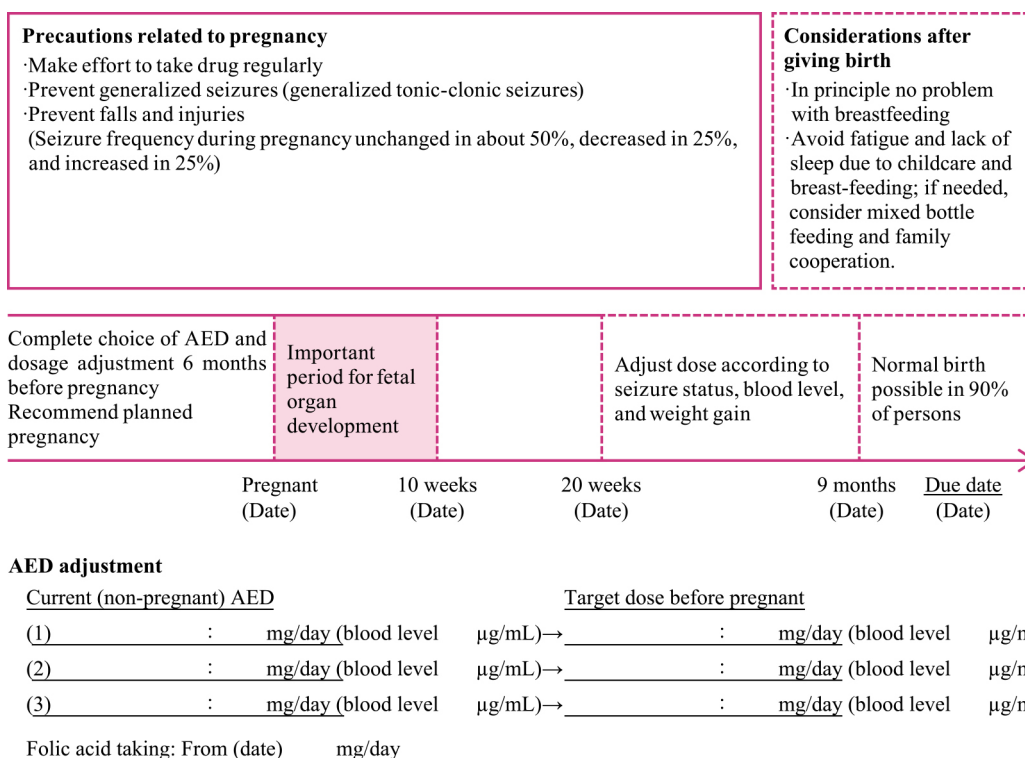 Precautions related to pregnancy
·Make effort to take drug regularly
·Prevent generalized seizures (generalized tonic-clonic seizures)
·Prevent falls and injuries
(Seizure frequency during pregnancy unchanged in about 50%, decreased in 25%,
and increased in 25%)
Considerations after
giving birth
·In principle no problem
with breastfeeding
·Avoid fatigue and lack of
sleep due to childcare and
breast-feeding; if needed,
consider mixed bottle
feeding and family
cooperation.
Complete choice of AED and
dosage adjustment 6 months
before pregnancy
Recommend planned
pregnancy
Important
period for fetal
organ
development
Adjust dose according to
seizure status, blood level,
and weight gain
Normal birth
possible in 90%
of persons
Pregnant
(Date)
10 weeks
(Date)
20 weeks
(Date)
9 months
(Date)
Due date
(Date)
AED adjustment
Current (non-pregnant) AED Target dose before pregnant
(1) : mg/day (blood level µg/mL)→ : mg/day (blood level
(2) : mg/day (blood level µg/mL)→ : mg/day (blood level
(3) : mg/day (blood level µg/mL)→ : mg/day (blood level
Folic acid taking: From (date) mg/day